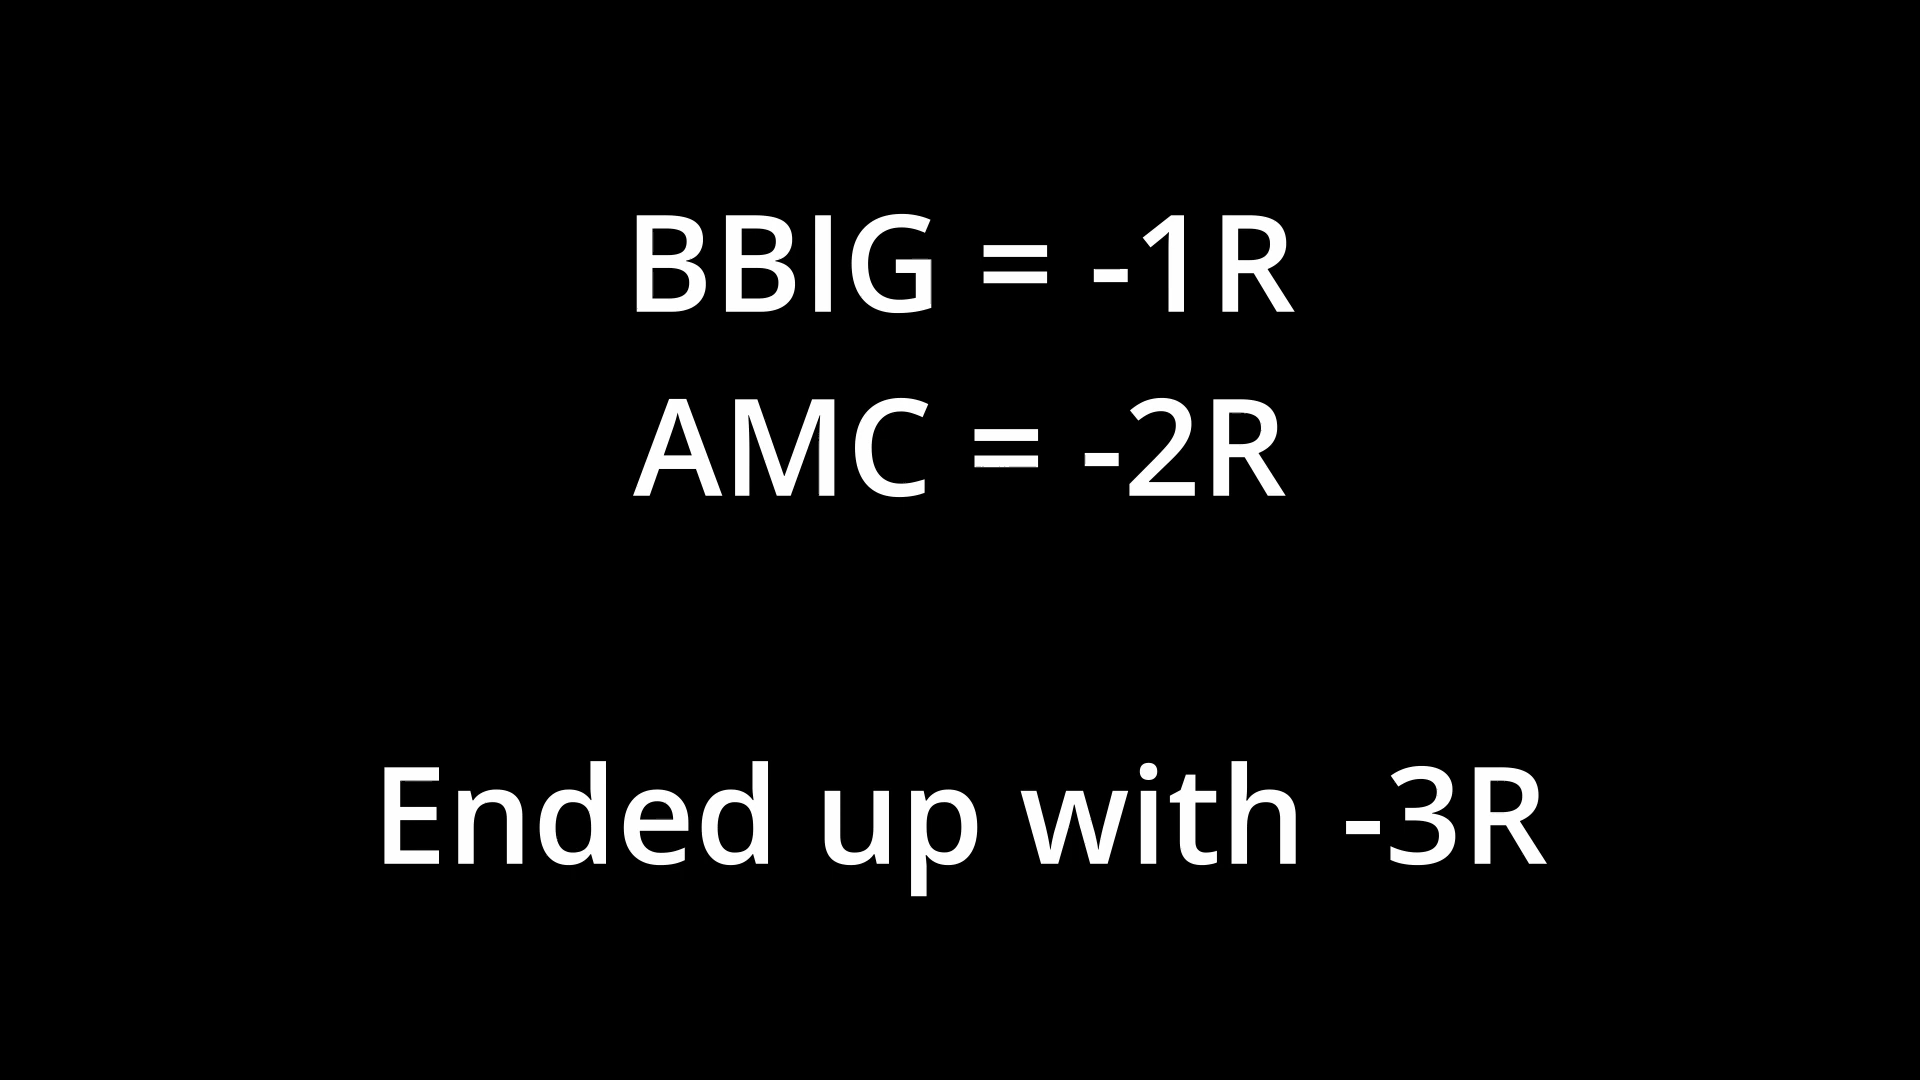 BBIG = -1R
AMC = -2R
Ended up with -3R